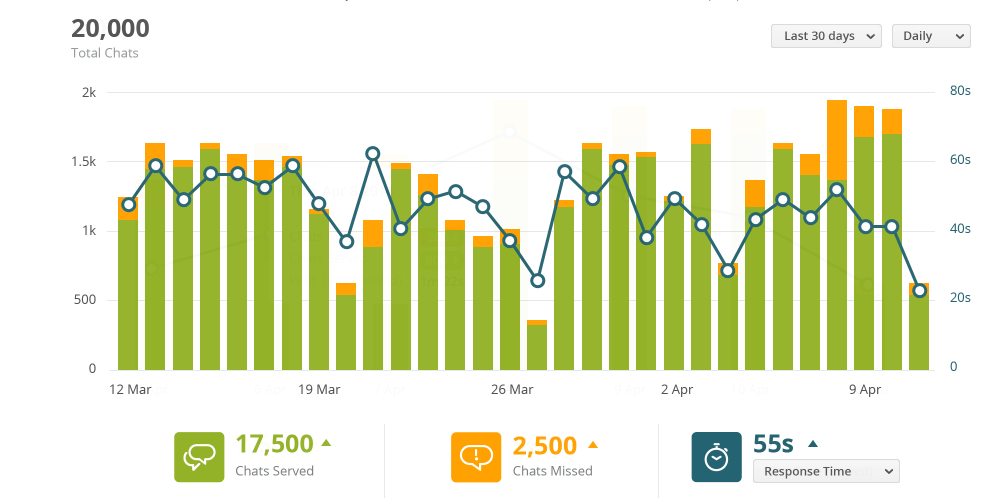 20,000
Total Chats
Last 30 days
Daily
2k
80s
1.5k
60s
1k
40s
500
20s
0
0
12 Mar 19 Mar 26 Mar 2 Apr 9 Apr
17,500
Chats Served
2,500
Chats Missed
55s
Response Time